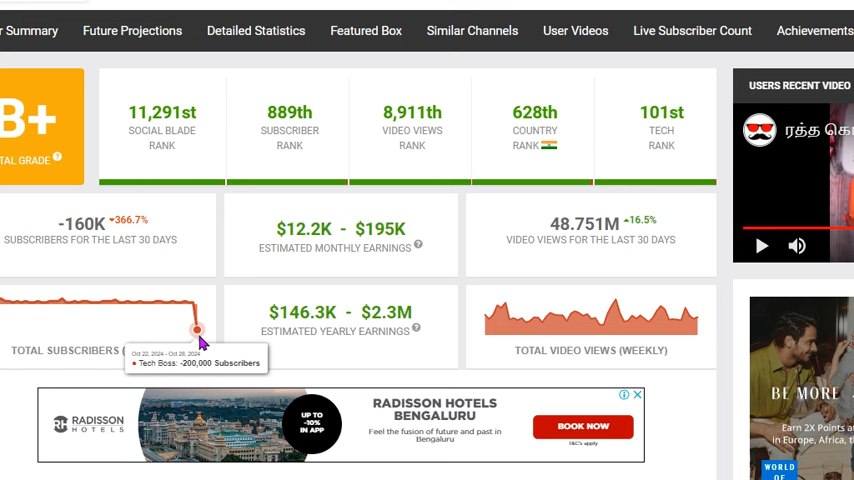 r Summary
Future Projections
Detailed Statistics
Featured Box
Similar Channels
User Videos
Live Subscriber Count
Achievements
B+
TAL GRADE
11,291st
SOCIAL BLADE
RANK
889th
SUBSCRIBER
RANK
8,911th
VIDEO VIEWS
RANK
628th
COUNTRY
RANK
101st
TECH
RANK
USERS RECENT VIDEO
ரத்த கொ
-160K 366.7%
SUBSCRIBERS FOR THE LAST 30 DAYS
$12.2K - $195K
ESTIMATED MONTHLY EARNINGS
48.751M 16.5%
VIDEO VIEWS FOR THE LAST 30 DAYS
TOTAL SUBSCRIBERS (
Oct 22, 2024 - Oct 28, 2024
Tech Boss: -200,000 Subscribers
$146.3K - $2.3M
ESTIMATED YEARLY EARNINGS
TOTAL VIDEO VIEWS (WEEKLY)
RADISSON
HOTELS
UP TO
-10%
IN APP
RADISSON HOTELS
BENGALURU
Feel the fusion of future and past in
Bengaluru
BOOK NOW
T&C's apply
BE MORE
Earn 2X Points a
in Europe, Africa, t
WORLD
OF